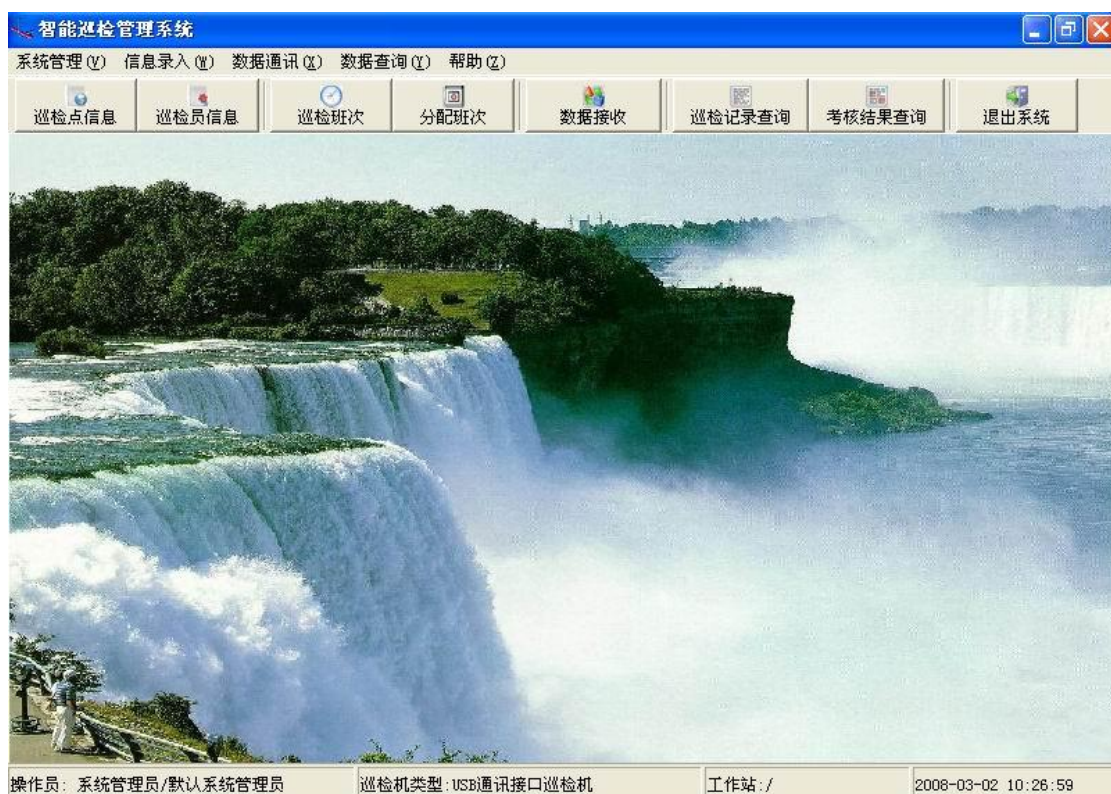 智能巡检管理系统
系统管理(V) 信息录入(W) 数据通讯(X) 数据查询(Y) 帮助(Z)
巡检点信息 巡检员信息 巡检班次 分配班次 数据接收 巡检记录查询 考核结果查询 退出系统
操作员: 系统管理员/默认系统管理员 巡检机类型:USB通讯接口巡检机 工作站:/ 2008-03-02 10:26:59